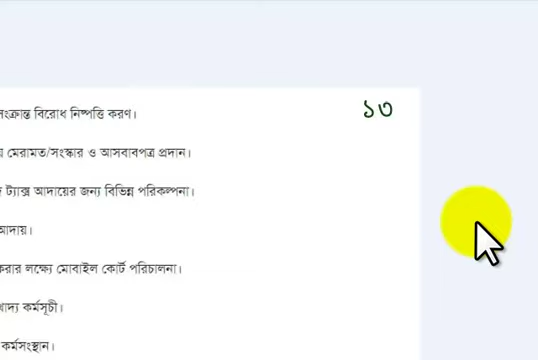 সংক্রান্ত বিরোধ নিষ্পত্তি করণ।
১৩
মেরামত/সংস্কার ও আসবাবপত্র প্রদান।
ট্যাক্স আদায়ের জন্য বিভিন্ন পরিকল্পনা।
আদায়।
করার লক্ষ্যে মোবাইল কোর্ট পরিচালনা।
খাদ্য কর্মসূচী।
কর্মসংস্থান।